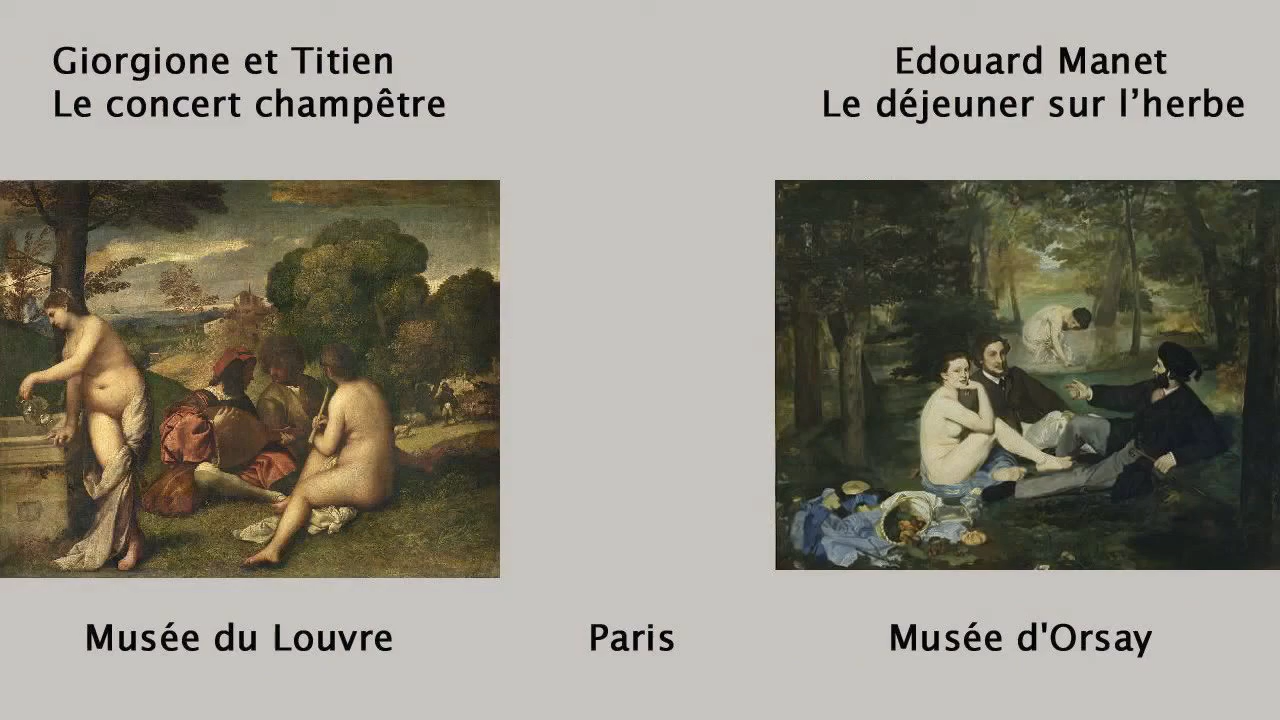 Giorgione et Titien
Le concert champêtre
Edouard Manet
Le déjeuner sur l’herbe
Musée du Louvre
Paris
Musée d'Orsay